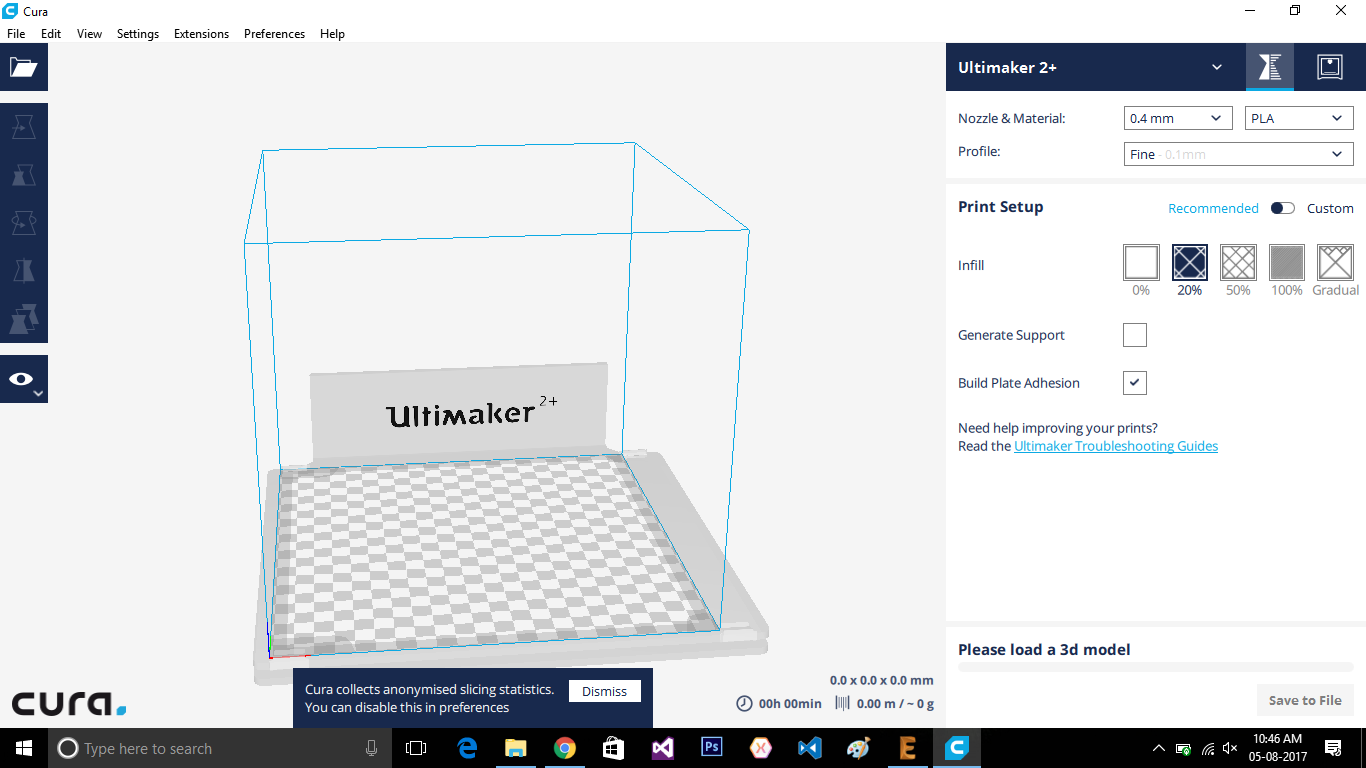 Cura
File Edit View Settings Extensions Preferences Help
Ultimaker 2+
Nozzle & Material: 0.4 mm PLA
Profile: Fine - 0.1mm
Print Setup Recommended Custom
Infill
0% 20% 50% 100% Gradual
Generate Support
Build Plate Adhesion
Need help improving your prints?
Read the Ultimaker Troubleshooting Guides
Ultimaker 2+
Please load a 3d model
Save to File
0.0 x 0.0 x 0.0 mm
00h 00min 0.00 m / ~ 0 g
Cura collects anonymised slicing statistics.
You can disable this in preferences
Dismiss
cura.
Type here to search
Ps
10:46 AM
05-08-2017